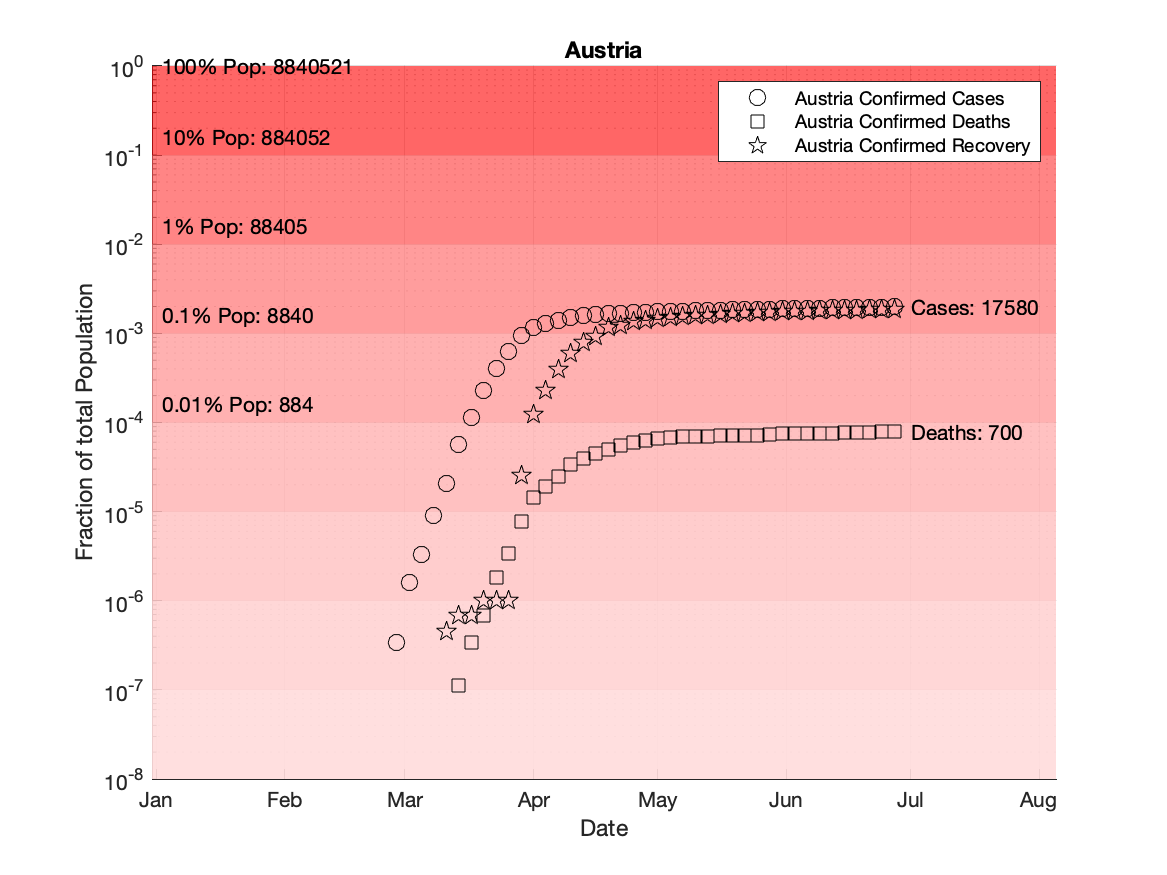 Austria
Austria Confirmed Cases
Austria Confirmed Deaths
Austria Confirmed Recovery
100% Pop: 8840521
10% Pop: 884052
1% Pop: 88405
0.1% Pop: 8840
0.01% Pop: 884
Cases: 17580
Deaths: 700
10^0
10^-1
10^-2
10^-3
10^-4
10^-5
10^-6
10^-7
10^-8
Fraction of total Population
Jan Feb Mar Apr May Jun Jul Aug
Date